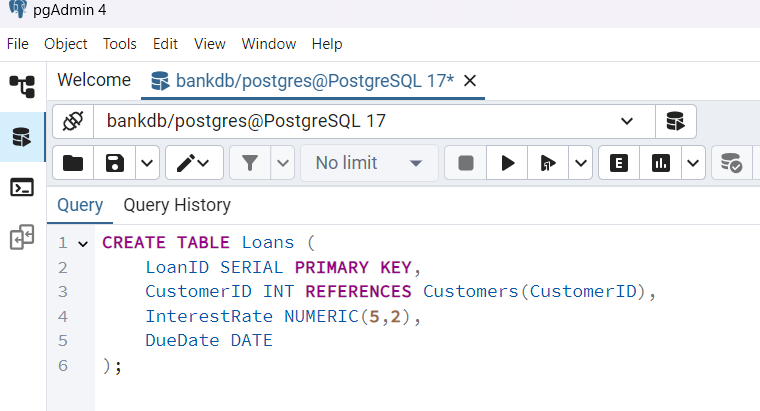 pgAdmin 4
File Object Tools Edit View Window Help
Welcome bankdb/postgres@PostgreSQL 17*
bankdb/postgres@PostgreSQL 17
No limit E
Query Query History
1 CREATE TABLE Loans (
2 LoanID SERIAL PRIMARY KEY,
3 CustomerID INT REFERENCES Customers(CustomerID),
4 InterestRate NUMERIC(5,2),
5 DueDate DATE
6 );